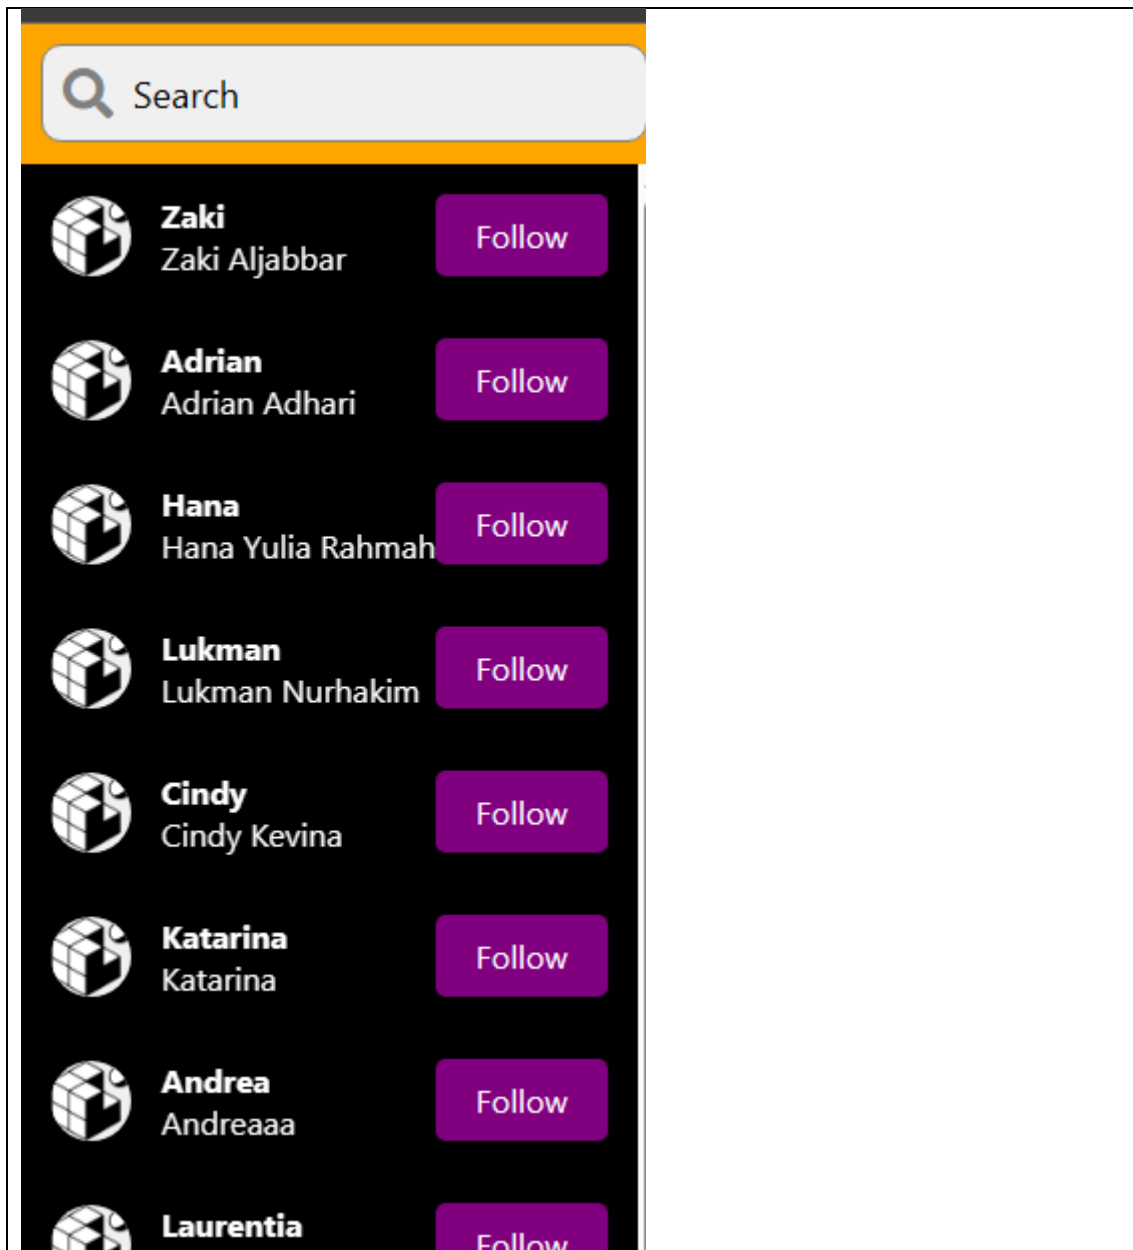 Search
Zaki
Zaki Aljabbar
Follow
Adrian
Adrian Adhari
Follow
Hana
Hana Yulia Rahmah
Follow
Lukman
Lukman Nurhakim
Follow
Cindy
Cindy Kevina
Follow
Katarina
Katarina
Follow
Andrea
Andreaaa
Follow
Laurentia
Follow